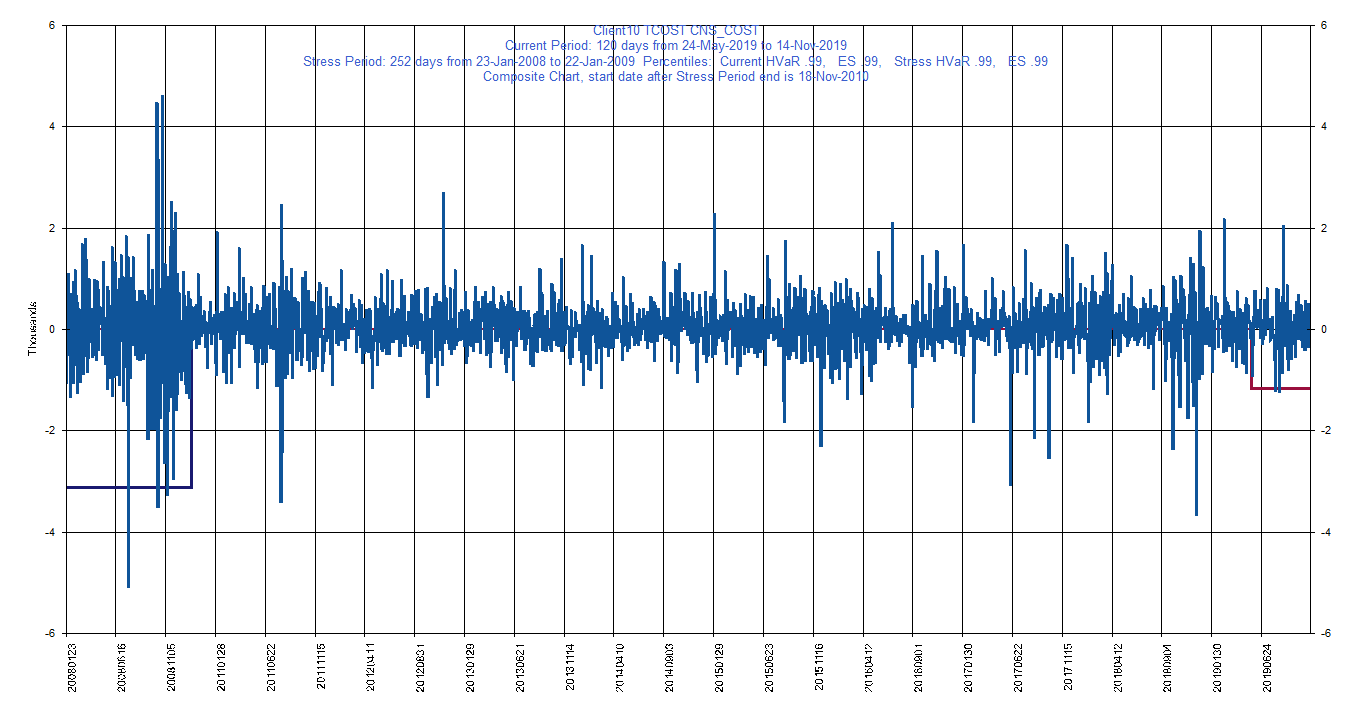 Client10 TCOST CNS_COST
Current Period: 120 days from 24-May-2019 to 14-Nov-2019
Stress Period: 252 days from 23-Jan-2008 to 22-Jan-2009 Percentiles: Current HVaR .99, ES .99, Stress HVaR .99, ES .99
Composite Chart, start date after Stress Period end is 18-Nov-2010
6 6
4 4
2 2
0 0
-2 -2
-4 -4
-6 -6
Thousands
20080123 20080616 20081105 20110128 20110622 20111115 20120411 20120831 20130129 20130621 20131114 20140410 20140903 20150129 20150623 20151116 20160412 20160901 20170130 20170622 20171115 20180412 20180904 20190130 20190624